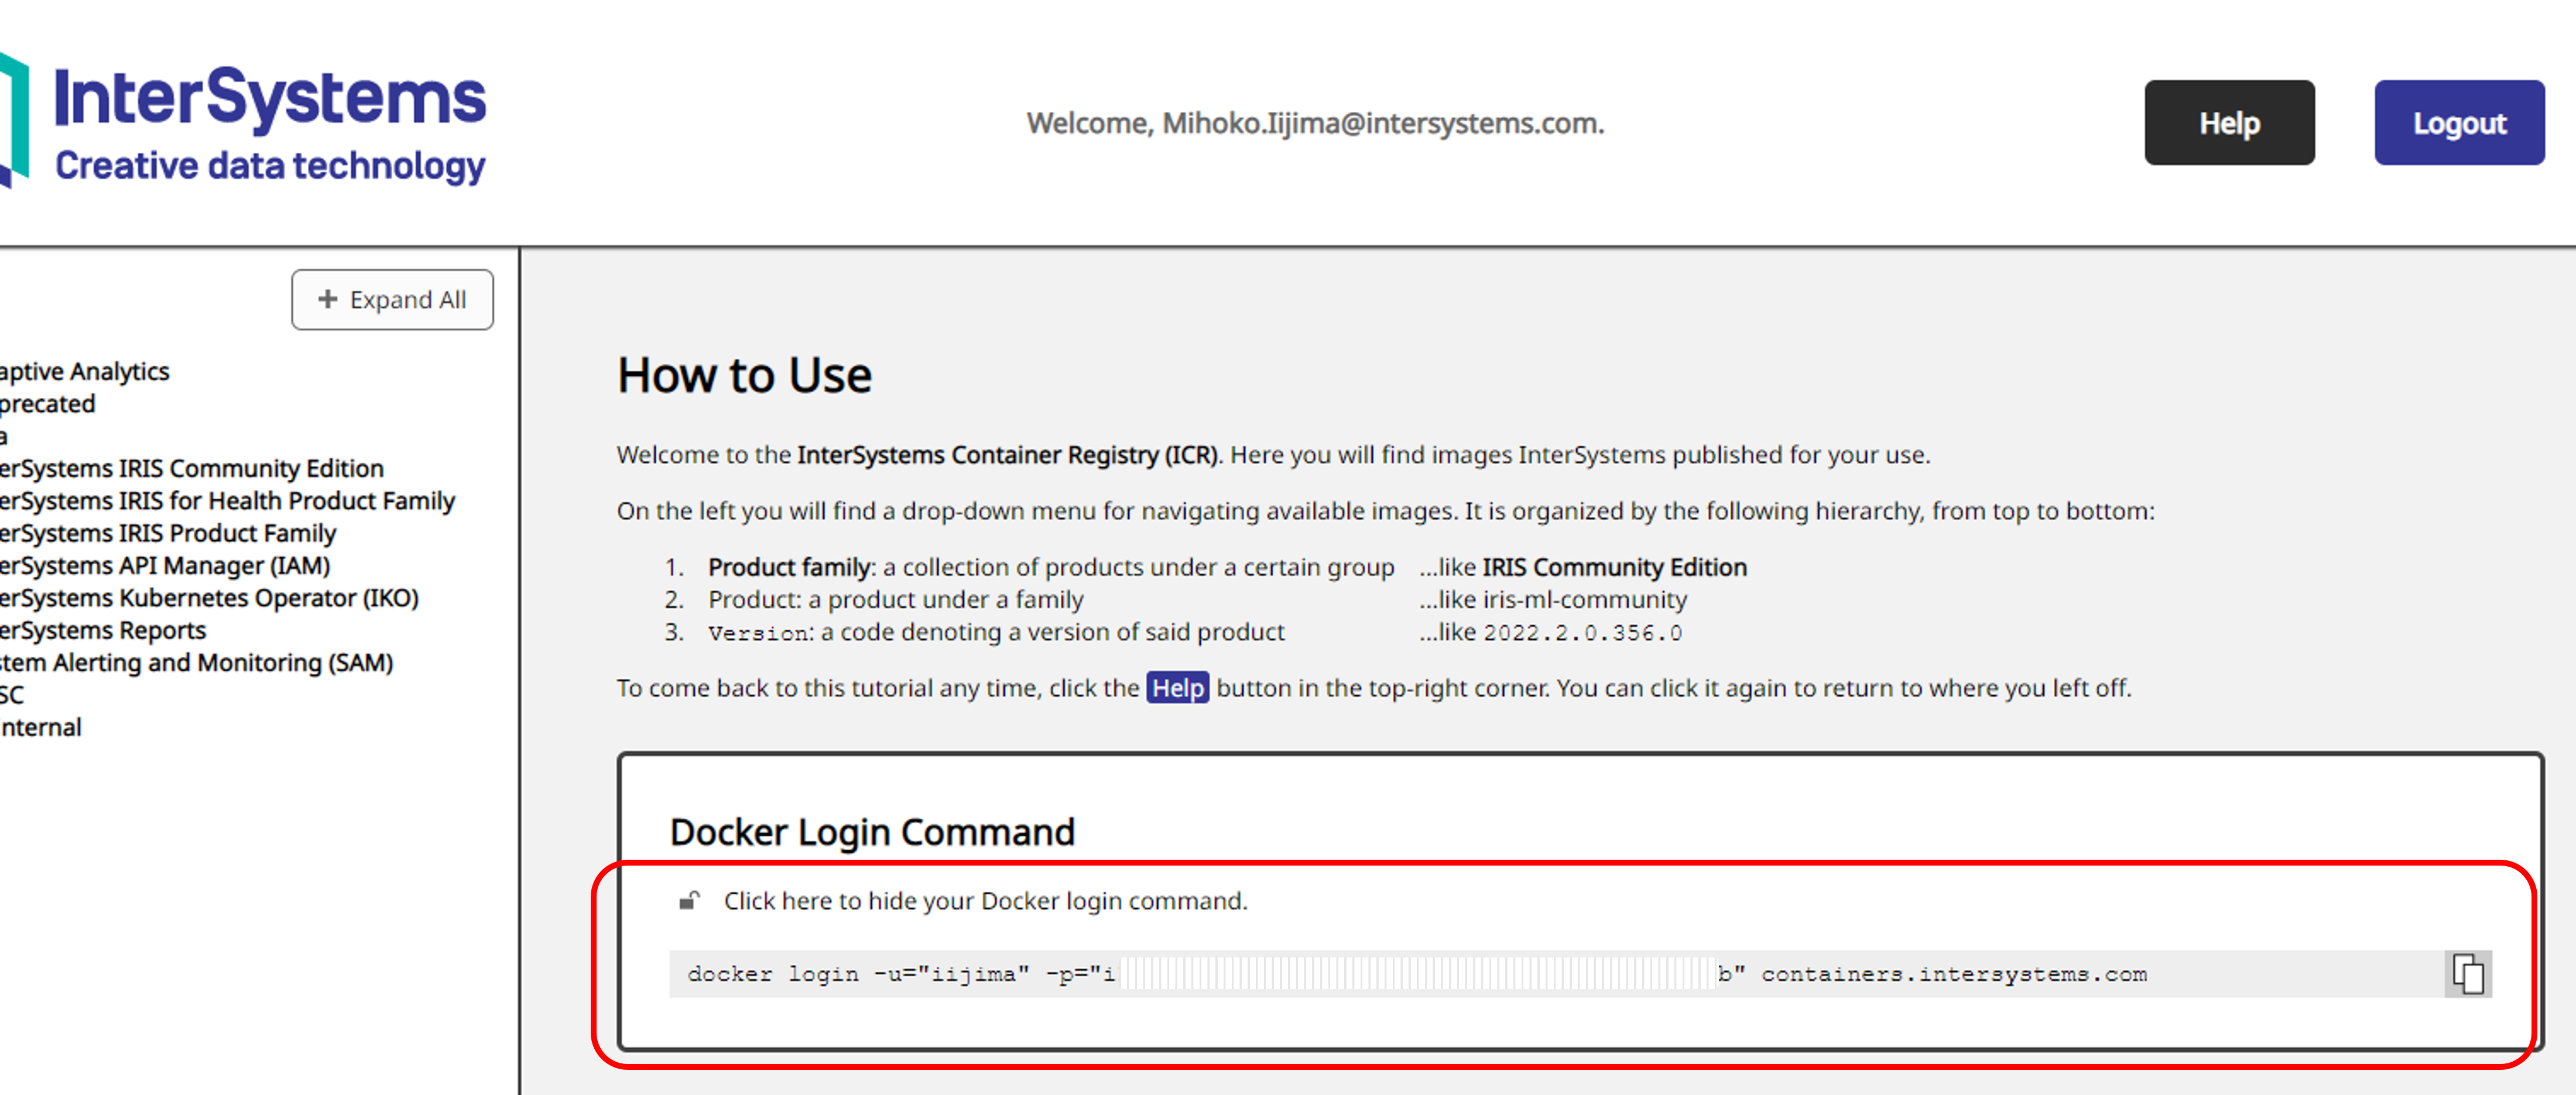 InterSystems
Creative data technology
Welcome, Mihoko.Iijima@intersystems.com.
Help
Logout
+ Expand All
aptive Analytics
precated
a
erSystems IRIS Community Edition
erSystems IRIS for Health Product Family
erSystems IRIS Product Family
erSystems API Manager (IAM)
erSystems Kubernetes Operator (IKO)
erSystems Reports
stem Alerting and Monitoring (SAM)
SC
nternal
How to Use
Welcome to the InterSystems Container Registry (ICR). Here you will find images InterSystems published for your use.
On the left you will find a drop-down menu for navigating available images. It is organized by the following hierarchy, from top to bottom:
1. Product family: a collection of products under a certain group ...like IRIS Community Edition
2. Product: a product under a family ...like iris-ml-community
3. Version: a code denoting a version of said product ...like 2022.2.0.356.0
To come back to this tutorial any time, click the Help button in the top-right corner. You can click it again to return to where you left off.
Docker Login Command
Click here to hide your Docker login command.
docker login -u="iijima" -p="i b" containers.intersystems.com